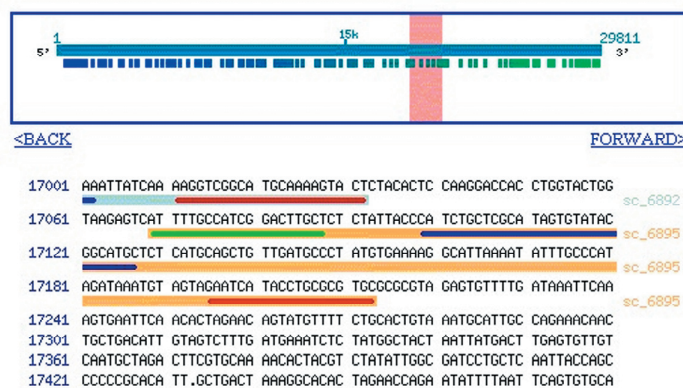 1 15k 29811
5' 3'
<BACK FORWARD>
17001 AAATTATCAA AAGGTCGGCA TGCAAAAGTA CTCTACACTC CAAGGACCAC CTGGTACTGG sc_6892
17061 TAAGAGTCAT TTTGCCATCG GACTTGCTCT CTATTACCCA TCTGCTCGCA TAGTGTATAC sc_6895
17121 GGCATGCTCT CATGCAGCTG TTGATGCCCT ATGTGAAAAG GCATTAAAAT ATTTGCCCAT sc_6895
17181 AGATAAATGT AGTAGAATCA TACCTGCGCG TGCGCGCGTA GAGTGTTTTG ATAAATTCAA sc_6895
17241 AGTGAATTCA ACACTAGAAC AGTATGTTTT CTGCACTGTA AATGCATTGC CAGAAACAAC
17301 TGCTGACATT GTAGTCTTTG ATGAAATCTC TATGGCTACT AATTATGACT TGAGTGTTGT
17361 CAATGCTAGA CTTCGTGCAA AACACTACGT CTATATTGGC GATCCTGCTC AATTACCAGC
17421 CCCCCGCACA TT.GCTGACT AAAGGCACAC TAGAACCAGA ATATTTTAAT TCAGTGTGCA